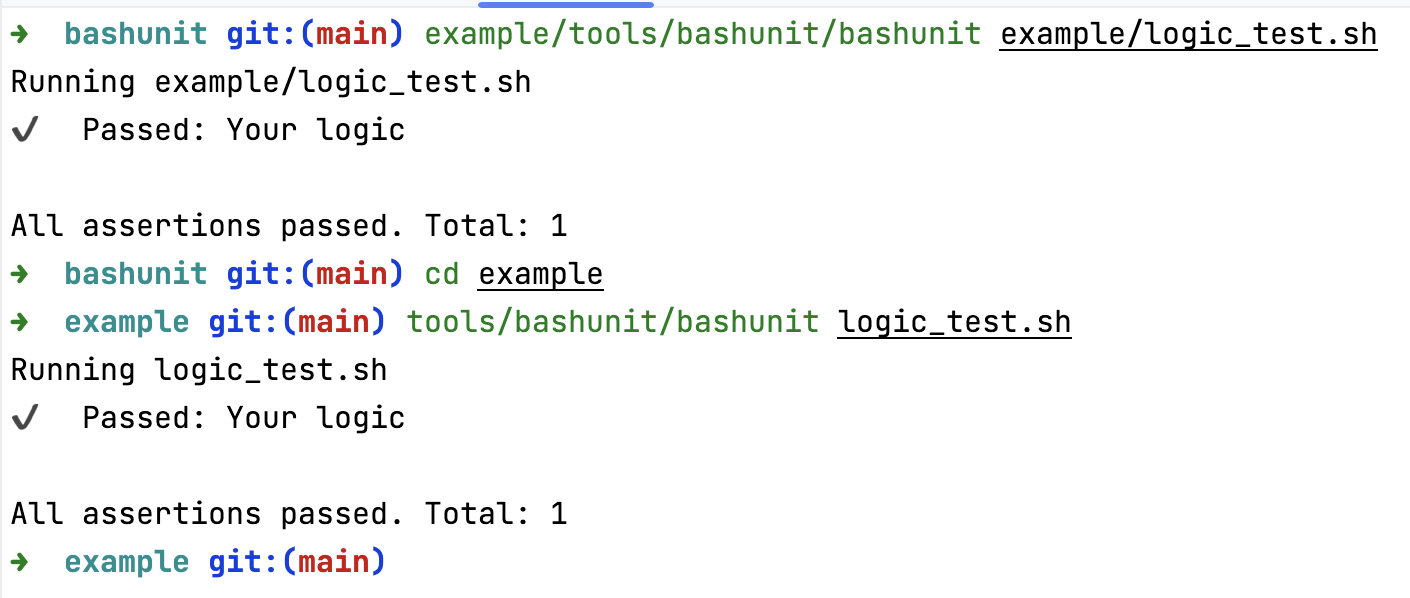 ➜  bashunit git:(main) example/tools/bashunit/bashunit example/logic_test.sh
Running example/logic_test.sh
✔  Passed: Your logic
All assertions passed. Total: 1
➜  bashunit git:(main) cd example
➜  example git:(main) tools/bashunit/bashunit logic_test.sh
Running logic_test.sh
✔  Passed: Your logic
All assertions passed. Total: 1
➜  example git:(main)